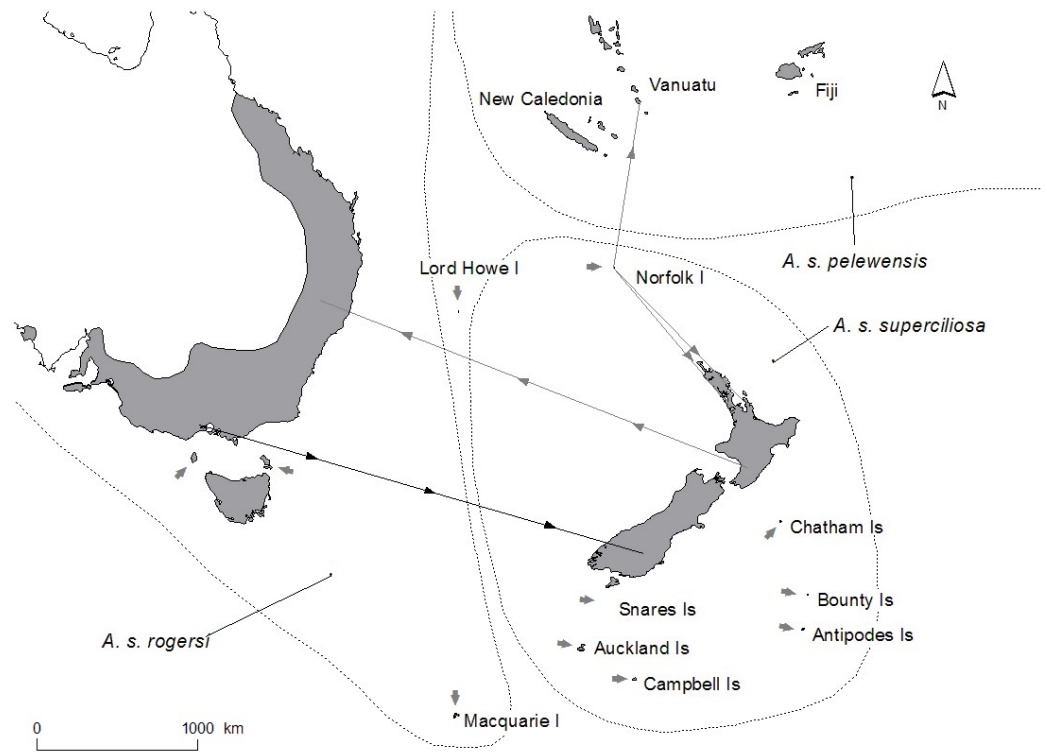 Vanuatu
New Caledonia
Fiji
N
A. s. pelewensis
Lord Howe I
Norfolk I
A. s. superciliosa
Chatham Is
Snares Is
Bounty Is
A. s. rogersi
Auckland Is
Antipodes Is
Campbell Is
Macquarie I
0 1000 km